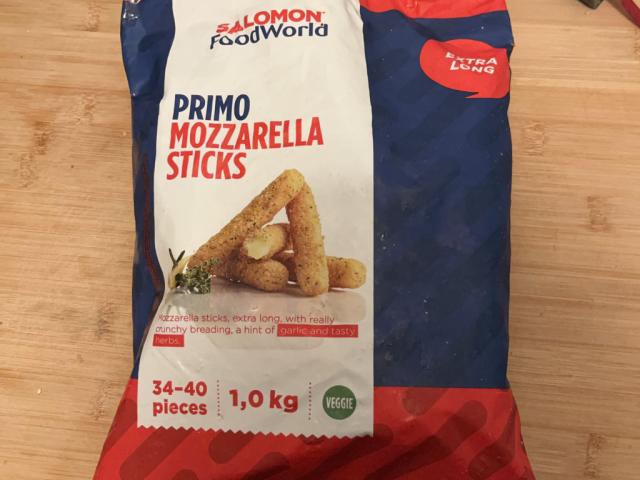 SALOMON
FoodWorld
EXTRA
LONG
PRIMO
MOZZARELLA
STICKS
Mozzarella sticks, extra long, with really
crunchy breading, a hint of garlic and tasty
herbs.
34-40
pieces
1,0 kg
VEGGIE